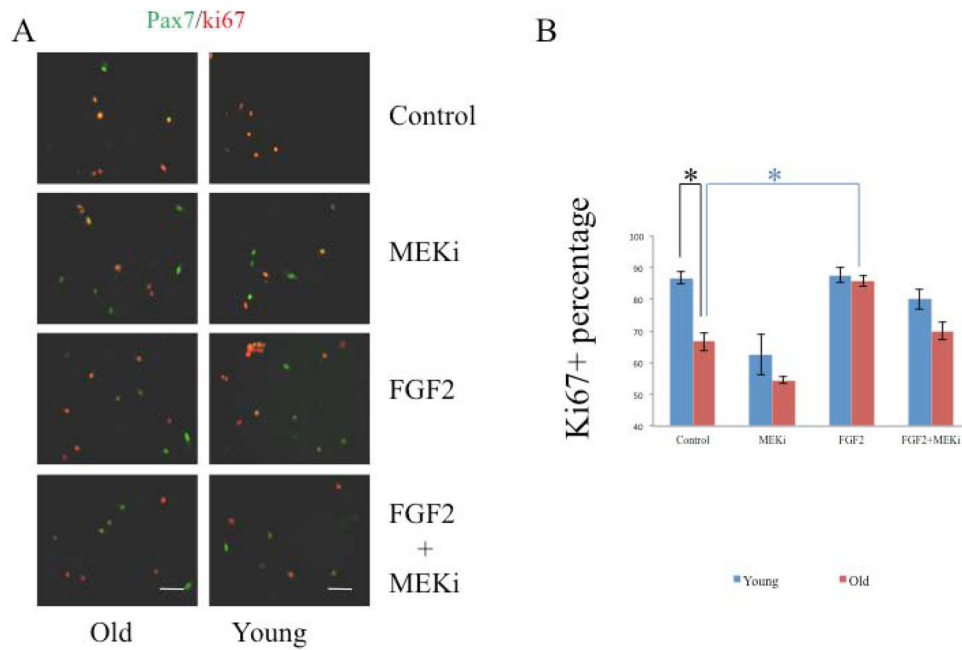 A
Pax7/ki67
Control
MEKi
FGF2
FGF2
+
MEKi
Old Young
B
* *
Ki67+ percentage
100
90
80
70
60
50
40
Control MEKi FGF2 FGF2+MEKi
Young Old